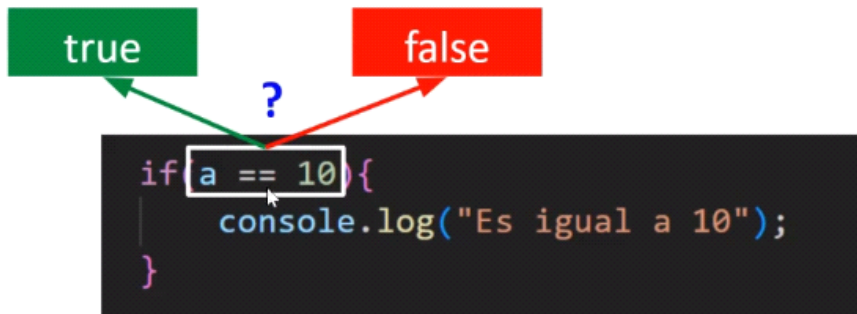 true false
?
if(a == 10){
console.log("Es igual a 10");
}